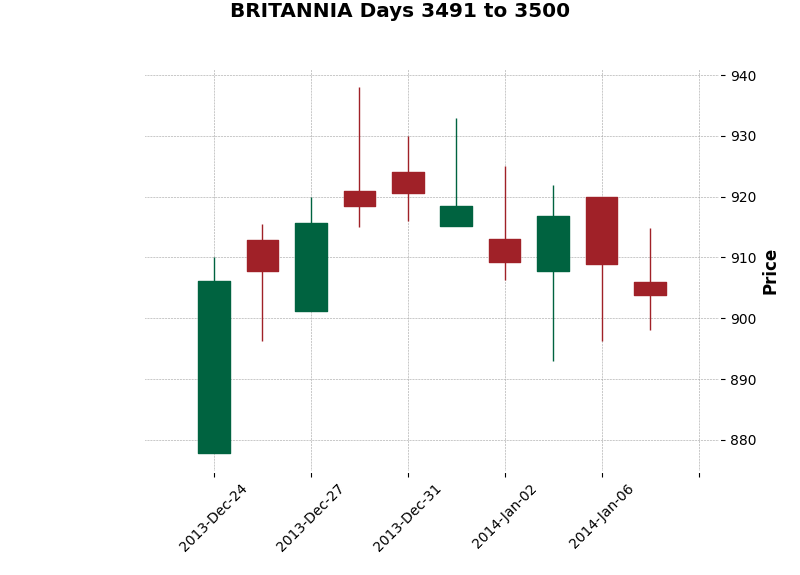 BRITANNIA Days 3491 to 3500
940
930
920
910
900
890
880
Price
2013-Dec-24
2013-Dec-27
2013-Dec-31
2014-Jan-02
2014-Jan-06